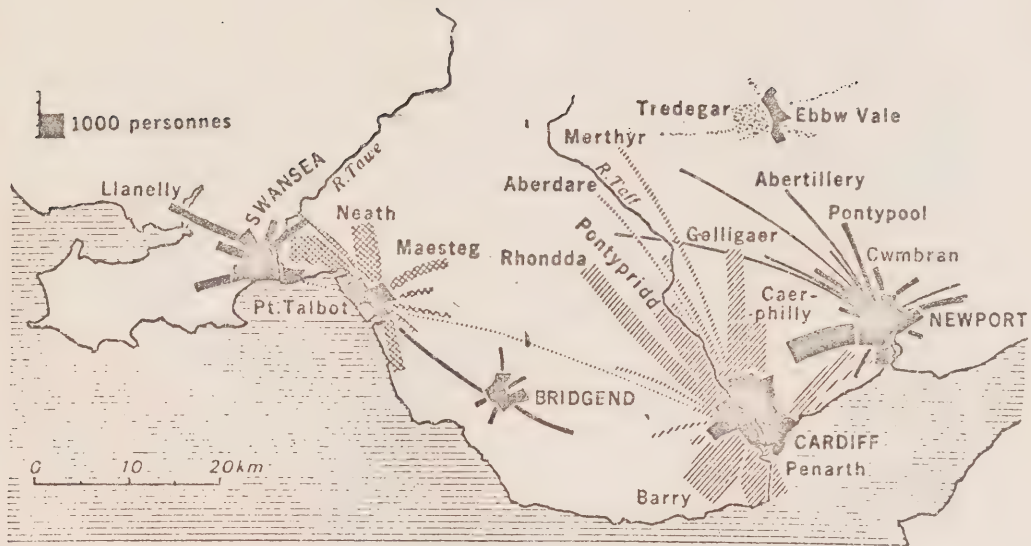 1000 personnes
Tredegar
Ebbw Vale
Merthyr
Llanelly
SWANSEA
R. Tawe
Aberdare
R. Teff
Abertillery
Neath
Pontypool
Maesteg
Rhondda
Pontypridd
Gelligaer
Cwmbran
Caer-
philly
Pt. Talbot
NEWPORT
BRIDGEND
CARDIFF
Penarth
Barry
0 10 20km